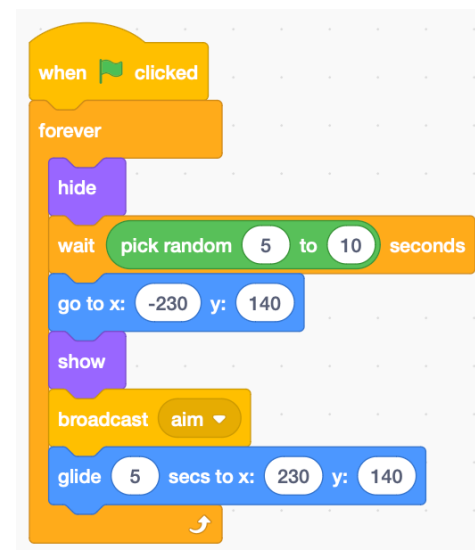 when clicked
forever
hide
wait pick random 5 to 10 seconds
go to x: -230 y: 140
show
broadcast aim
glide 5 secs to x: 230 y: 140